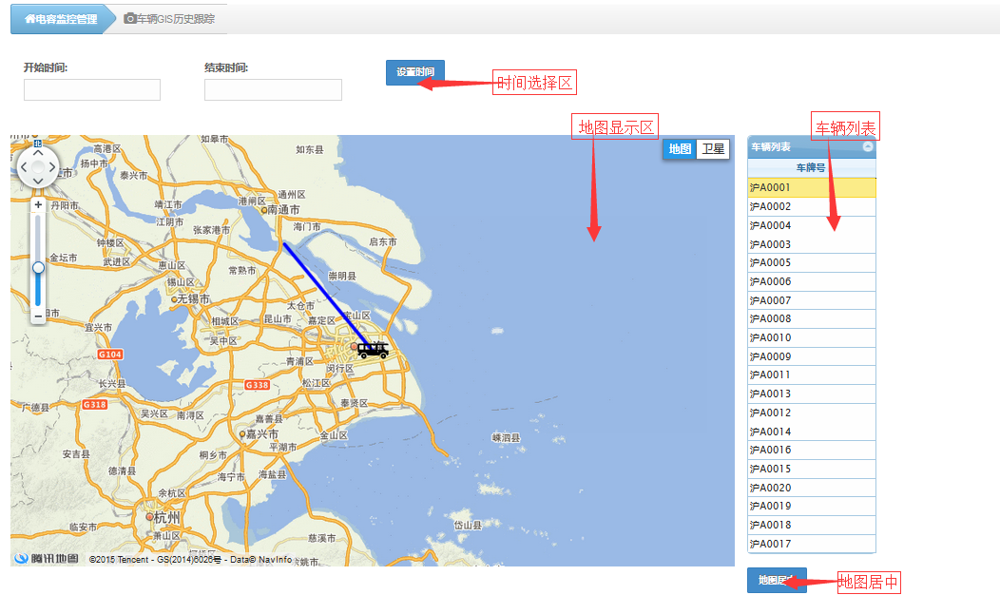 电容监控管理
车辆GIS历史跟踪
开始时间:
结束时间:
设置时间
时间选择区
地图显示区
车辆列表
地图 卫星
北
高港区
扬中市
泰兴市
如皋市
如东县
丹阳市
靖江市
江阴市
张家港市
港闸区
通州区
南通市
海门市
启东市
钟楼区
武进区
金坛市
惠山区
锡山区
无锡市
常熟市
崇明县
太仓市
宝山区
嘉定区
昆山市
相城区
吴中区
宜兴市
G104
青浦区
闵行区
松江区
奉贤区
长兴县
G338
G318
广德县
吴兴区
南浔区
嘉善县
嘉兴市
平湖市
金山区
嵊泗县
安吉县
桐乡市
德清县
海宁市
海盐县
余杭区
杭州
临安市
萧山区
慈溪市
岱山县
余姚市
腾讯地图
©2015 Tencent - GS(2014)6026号 - Data© NavInfo
车辆列表
车牌号
沪A0001
沪A0002
沪A0004
沪A0003
沪A0005
沪A0006
沪A0007
沪A0008
沪A0010
沪A0009
沪A0011
沪A0013
沪A0012
沪A0014
沪A0016
沪A0015
沪A0020
沪A0019
沪A0018
沪A0017
地图居中
地图居中